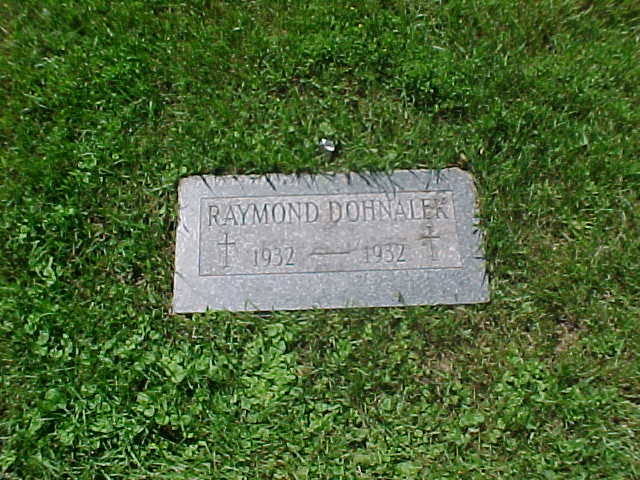 RAYMOND DOHNALEK
1932 — 1932